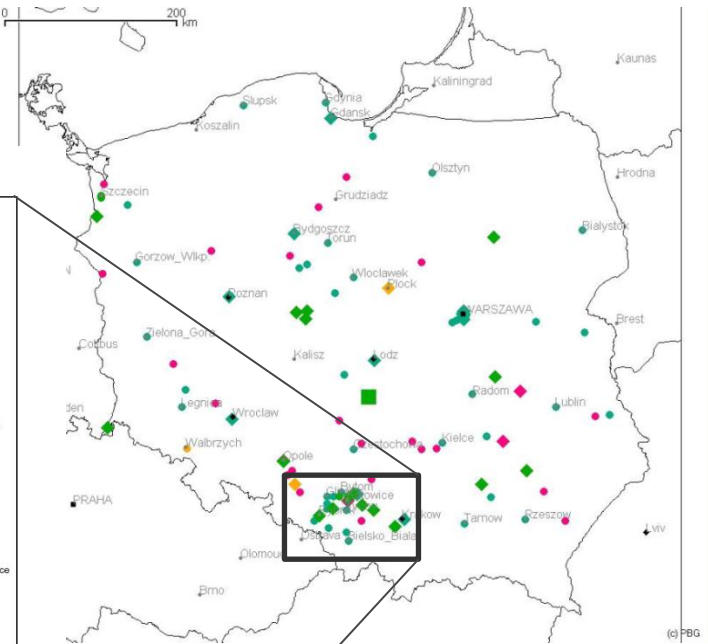 0 200
km
Kaunas
Kaliningrad
Slupsk
Gdynia
Gdansk
Koszalin
Olsztyn
Hrodna
Szczecin
Grudziadz
Bydgoszcz
Bialystok
Torun
Gorzow_Wlkp.
Wloclawek
Plock
Poznan
WARSZAWA
Brest
Zielona_Gora
Cottbus
Kalisz
Lodz
Radom
Lublin
Legnica
Wroclaw
Walbrzych
Czestochowa
Kielce
Opole
Bytom
PRAHA
Krakow
Tarnow
Rzeszow
Lviv
Ostrava
Bielsko_Biala
Olomouc
Brno
ce
(c) PBG